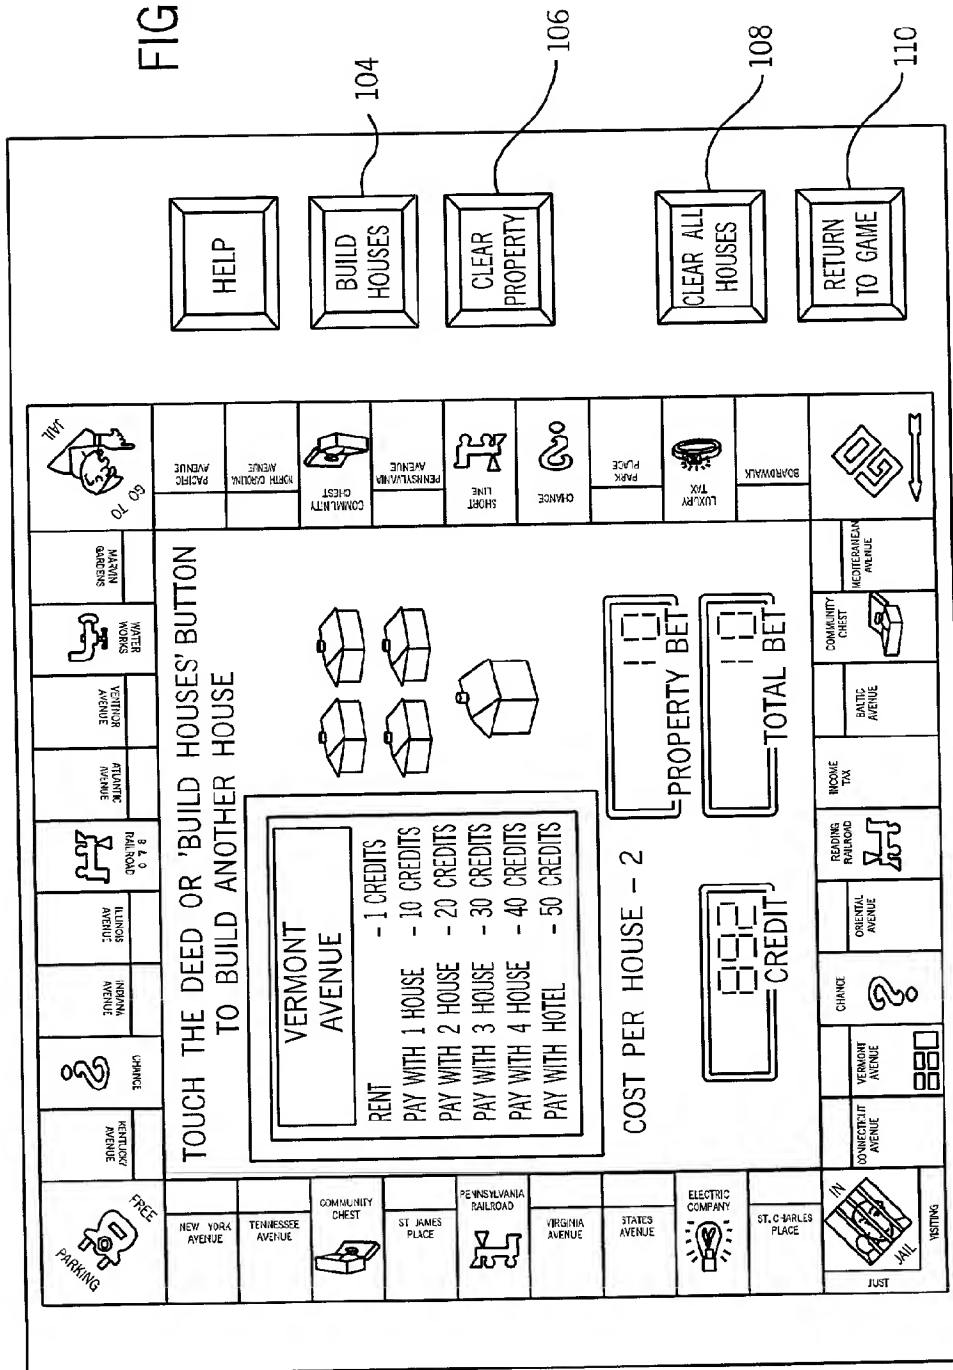 FIG
HELP
BUILD
HOUSES
104
CLEAR
PROPERTY
106
CLEAR ALL
HOUSES
108
RETURN
TO GAME
110
FREE
PARKING
KENTUCKY
AVENUE
CHANCE
INDIANA
AVENUE
ILLINOIS
AVENUE
B & O
RAILROAD
ATLANTIC
AVENUE
VENTNOR
AVENUE
WATER
WORKS
MARVIN
GARDENS
GO TO
JAIL
PACIFIC
AVENUE
NORTH CAROLINA
AVENUE
COMMUNITY
CHEST
PENNSYLVANIA
AVENUE
SHORT
LINE
CHANCE
PARK
PLACE
LUXURY
TAX
BOARDWALK
GO
MEDITERANEAN
AVENUE
COMMUNITY
CHEST
BALTIC
AVENUE
INCOME
TAX
READING
RAILROAD
ORIENTAL
AVENUE
CHANCE
VERMONT
AVENUE
CONNECTICUT
AVENUE
IN
JAIL
JUST
VISITING
ST. CHARLES
PLACE
ELECTRIC
COMPANY
STATES
AVENUE
VIRGINIA
AVENUE
PENNSYLVANIA
RAILROAD
ST JAMES
PLACE
COMMUNITY
CHEST
TENNESSEE
AVENUE
NEW YORK
AVENUE
TOUCH THE DEED OR 'BUILD HOUSES' BUTTON
TO BUILD ANOTHER HOUSE
VERMONT
AVENUE
RENT - 1 CREDITS
PAY WITH 1 HOUSE - 10 CREDITS
PAY WITH 2 HOUSE - 20 CREDITS
PAY WITH 3 HOUSE - 30 CREDITS
PAY WITH 4 HOUSE - 40 CREDITS
PAY WITH HOTEL - 50 CREDITS
COST PER HOUSE - 2
CREDIT
10
PROPERTY BET
10
TOTAL BET